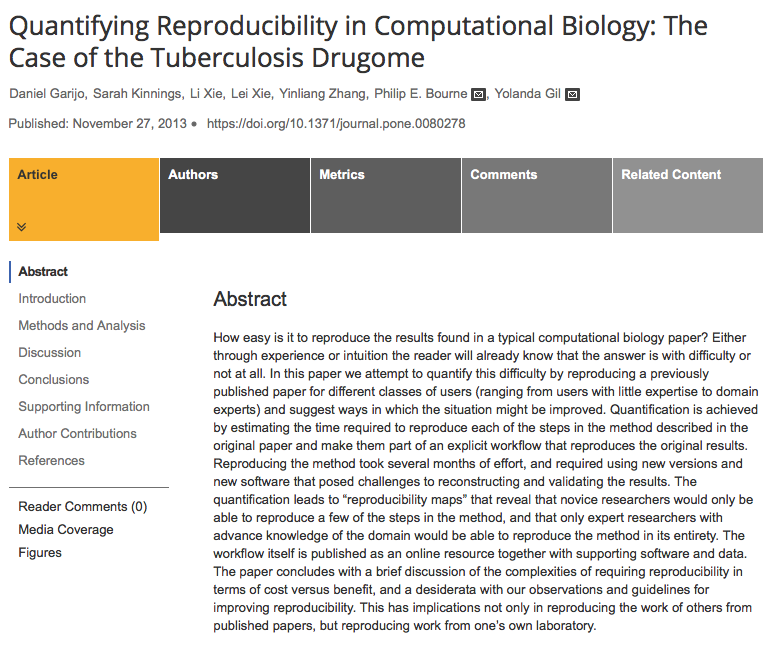 Quantifying Reproducibility in Computational Biology: The
Case of the Tuberculosis Drugome
Daniel Garijo, Sarah Kinnings, Li Xie, Lei Xie, Yinliang Zhang, Philip E. Bourne, Yolanda Gil
Published: November 27, 2013 • https://doi.org/10.1371/journal.pone.0080278
Article
Authors
Metrics
Comments
Related Content
Abstract
Introduction
Methods and Analysis
Discussion
Conclusions
Supporting Information
Author Contributions
References
Reader Comments (0)
Media Coverage
Figures
Abstract
How easy is it to reproduce the results found in a typical computational biology paper? Either
through experience or intuition the reader will already know that the answer is with difficulty or
not at all. In this paper we attempt to quantify this difficulty by reproducing a previously
published paper for different classes of users (ranging from users with little expertise to domain
experts) and suggest ways in which the situation might be improved. Quantification is achieved
by estimating the time required to reproduce each of the steps in the method described in the
original paper and make them part of an explicit workflow that reproduces the original results.
Reproducing the method took several months of effort, and required using new versions and
new software that posed challenges to reconstructing and validating the results. The
quantification leads to “reproducibility maps” that reveal that novice researchers would only be
able to reproduce a few of the steps in the method, and that only expert researchers with
advance knowledge of the domain would be able to reproduce the method in its entirety. The
workflow itself is published as an online resource together with supporting software and data.
The paper concludes with a brief discussion of the complexities of requiring reproducibility in
terms of cost versus benefit, and a desiderata with our observations and guidelines for
improving reproducibility. This has implications not only in reproducing the work of others from
published papers, but reproducing work from one’s own laboratory.